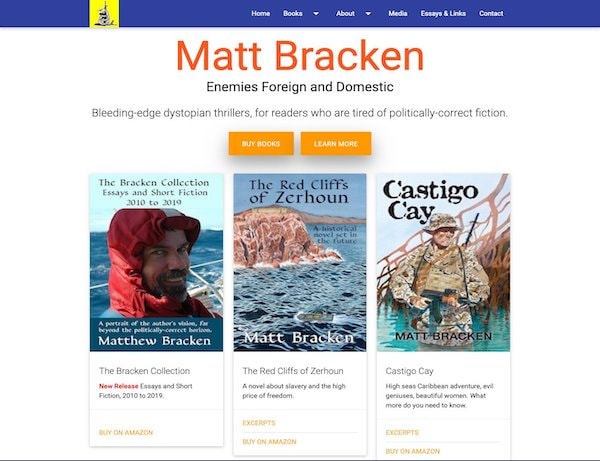 Home Books About Media Essays & Links Contact
Matt Bracken
Enemies Foreign and Domestic
Bleeding-edge dystopian thrillers, for readers who are tired of politically-correct fiction.
BUY BOOKS LEARN MORE
The Bracken Collection
Essays and Short Fiction
2010 to 2019
A portrait of the author's vision, far
beyond the politically-correct horizon.
Matthew Bracken
The Bracken Collection
New Release Essays and Short
Fiction, 2010 to 2019.
BUY ON AMAZON
The Red Cliffs
of Zerhoun
A historical
novel set in
the future
Matt Bracken
The Red Cliffs of Zerhoun
A novel about slavery and the high
price of freedom.
EXCERPTS
BUY ON AMAZON
Castigo
Cay
MATT BRACKEN
Castigo Cay
High seas Caribbean adventure, evil
geniuses, beautiful women. What
more do you need to know.
EXCERPTS
BUY ON AMAZON